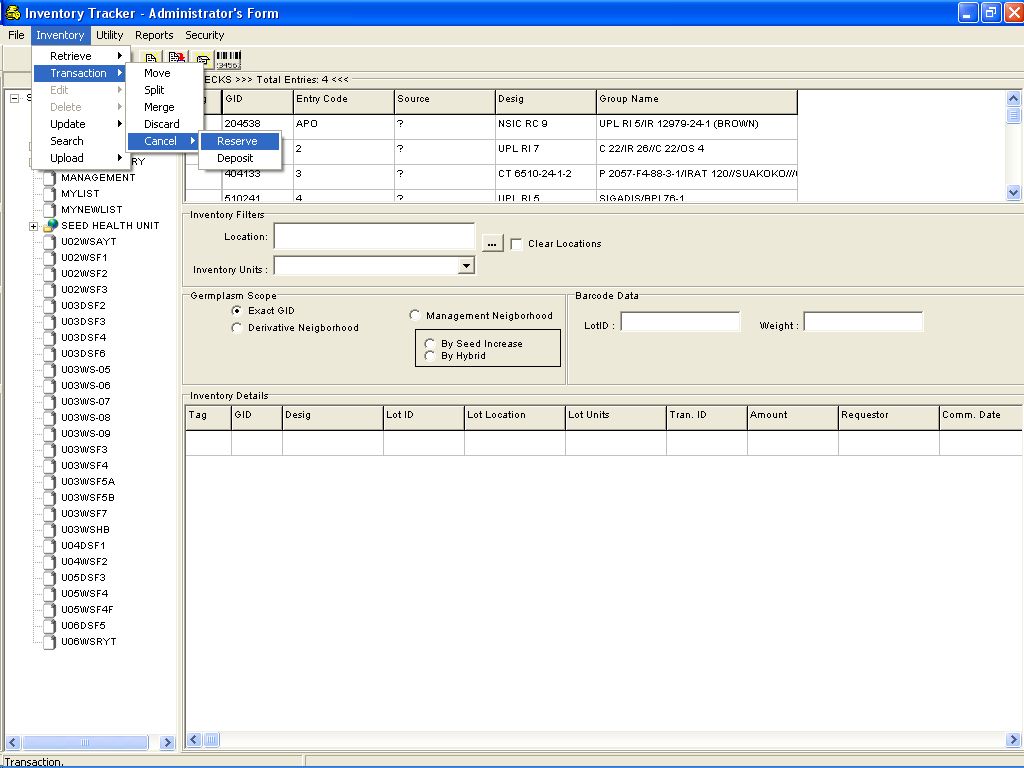 Inventory Tracker - Administrator's Form
File Inventory Utility Reports Security
Retrieve
Transaction
Edit
Delete
Update
Search
Upload
Move
Split
Merge
Discard
Cancel
Reserve
Deposit
ECKS >>> Total Entries: 4 <<<
GID Entry Code Source Desig Group Name
204538 APO ? NSIC RC 9 UPL RI 5/IR 12979-24-1 (BROWN)
2 ? UPL RI 7 C 22/IR 26//C 22/OS 4
404133 3 ? CT 6510-24-1-2 P 2057-F4-88-3-1/IRAT 120//SUAKOKO///
510241 4 ? UPL RI 5 SIGADIS/BPI 76-1
RY
MANAGEMENT
MYLIST
MYNEWLIST
SEED HEALTH UNIT
U02WSAYT
U02WSF1
U02WSF2
U02WSF3
U03DSF2
U03DSF3
U03DSF4
U03DSF6
U03WS-05
U03WS-06
U03WS-07
U03WS-08
U03WS-09
U03WSF3
U03WSF4
U03WSF5A
U03WSF5B
U03WSF7
U03WSHB
U04DSF1
U04WSF2
U05DSF3
U05WSF4
U05WSF4F
U06DSF5
U06WSRYT
Inventory Filters
Location: ... Clear Locations
Inventory Units :
Germplasm Scope
Exact GID
Derivative Neigborhood
Management Neigborhood
By Seed Increase
By Hybrid
Barcode Data
LotID : Weight :
Inventory Details
Tag GID Desig Lot ID Lot Location Lot Units Tran. ID Amount Requestor Comm. Date
Transaction.